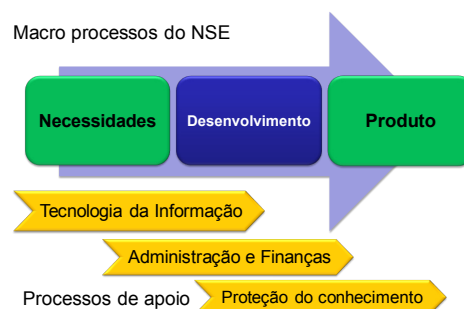 Macro processos do NSE
Necessidades
Desenvolvimento
Produto
Tecnologia da Informação
Administração e Finanças
Processos de apoio
Proteção do conhecimento